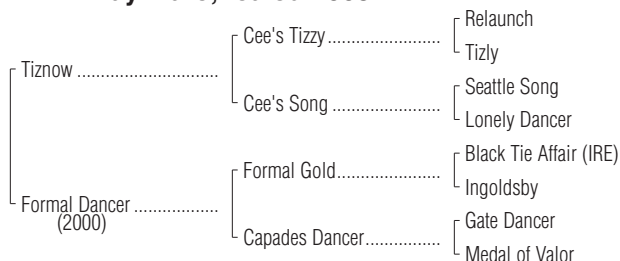 Relaunch
Cee's Tizzy ........................
Tizly
Tiznow ..............................
Seattle Song
Cee's Song .......................
Lonely Dancer
Black Tie Affair (IRE)
Formal Gold......................
Ingoldsby
Formal Dancer ..................
(2000)
Gate Dancer
Capades Dancer................
Medal of Valor